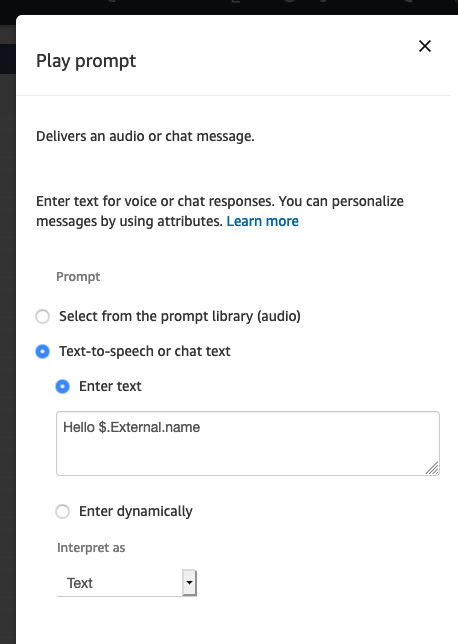 Play prompt
Delivers an audio or chat message.
Enter text for voice or chat responses. You can personalize
messages by using attributes. Learn more
Prompt
Select from the prompt library (audio)
Text-to-speech or chat text
Enter text
Hello $.External.name
Enter dynamically
Interpret as
Text